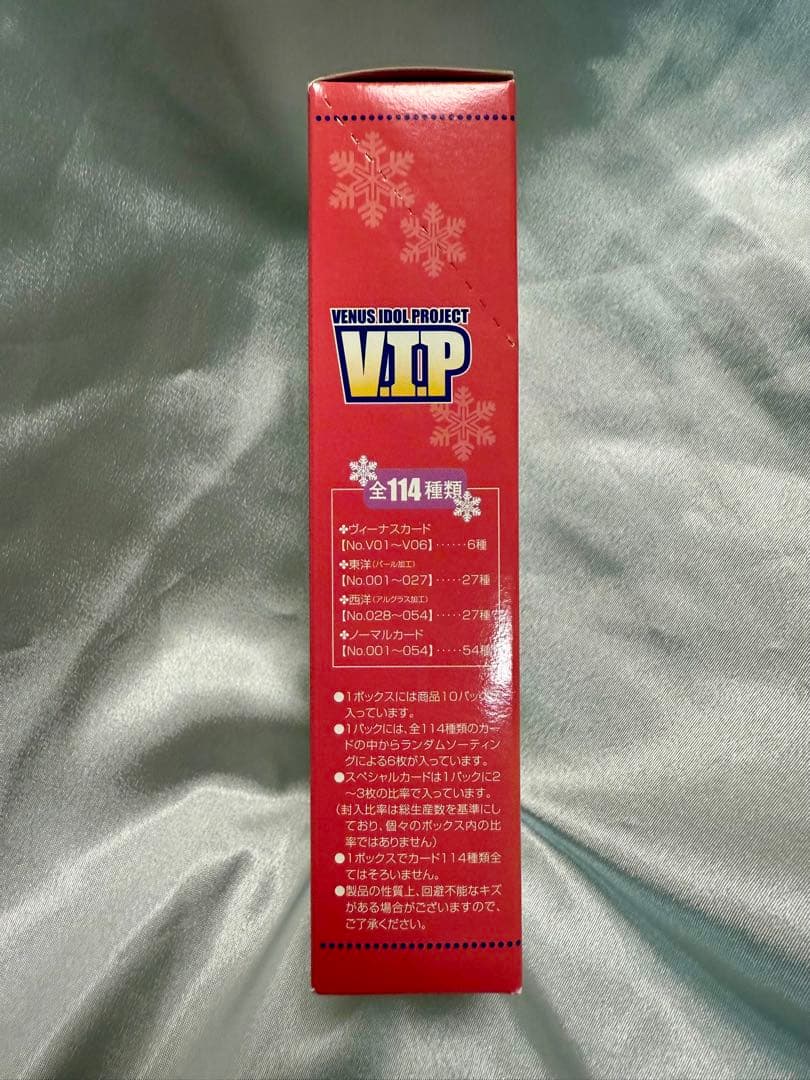 VENUS IDOL PROJECT
V.I.P
全114種類
✤ヴィーナスカード
【No.V01～V06】‥‥‥6種
✤東洋(パール加工)
【No.001～027】‥‥‥27種
✤西洋(アルグラス加工)
【No.028～054】‥‥‥27種
✤ノーマルカード
【No.001～054】‥‥‥54種
●1ボックスには商品10パック
入っています。
●1パックには、全114種類のカー
ドの中からランダムソーティン
グによる6枚が入っています。
●スペシャルカードは1パックに2
～3枚の比率で入っています。
(封入比率は総生産数を基準にし
ており、個々のボックス内の比
率ではありません)
●1ボックスでカード114種類全
てはそろいません。
●製品の性質上、回避不能なキズ
がある場合がございますので、
ご了承ください。